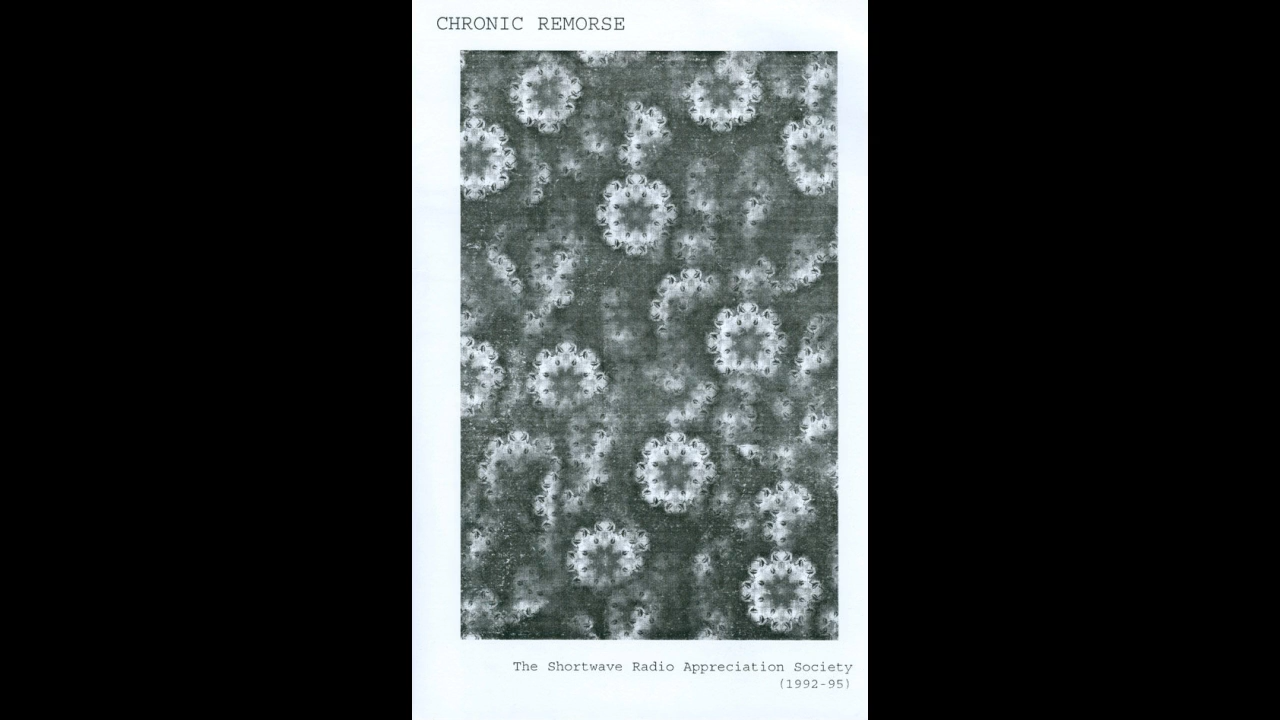 CHRONIC REMORSE
The Shortwave Radio Appreciation Society
(1992-95)